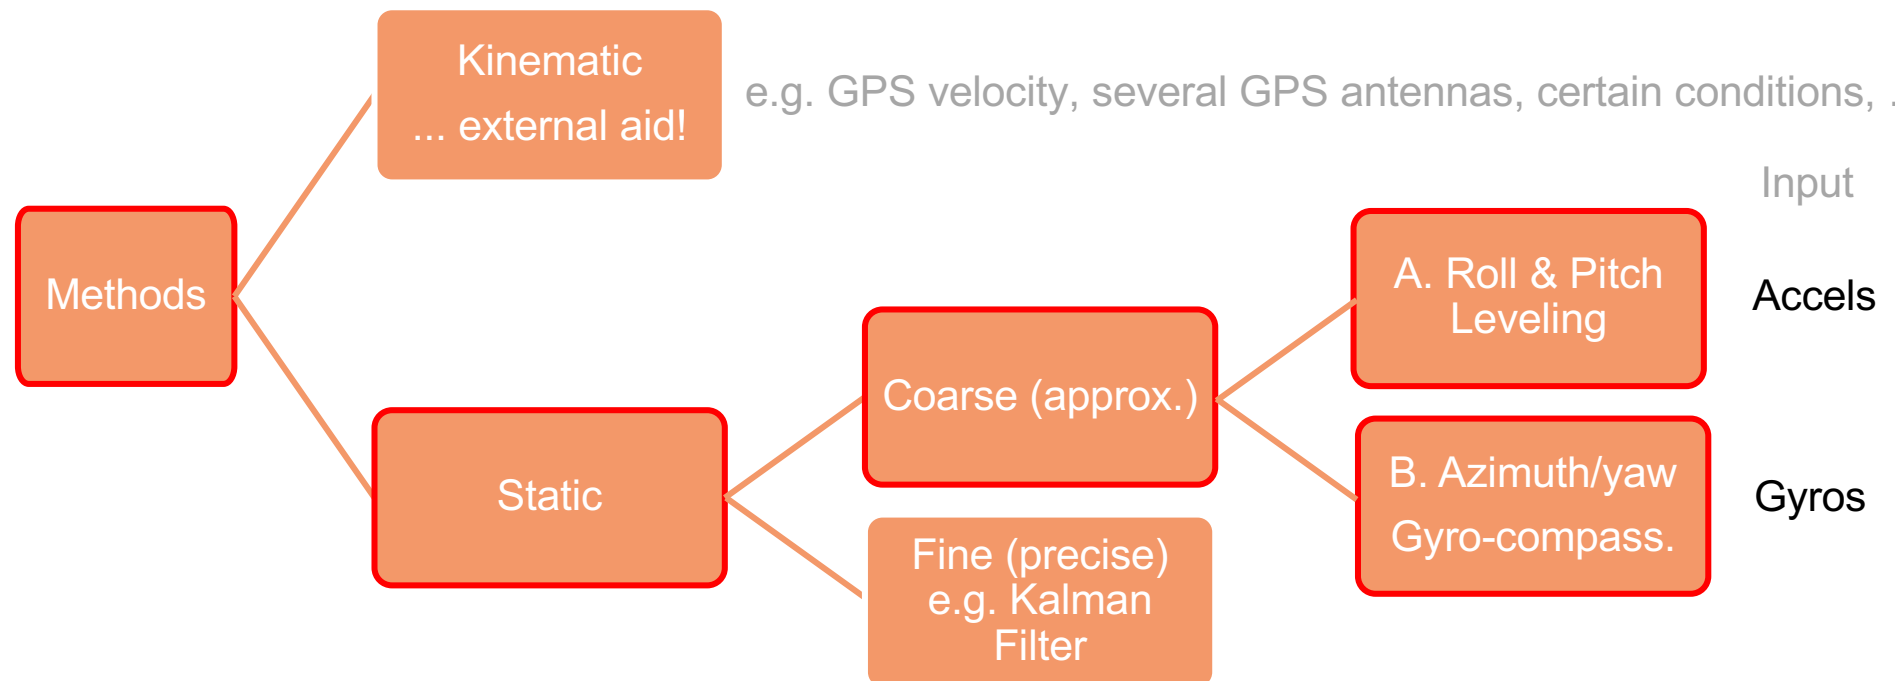 Kinematic
... external aid!
e.g. GPS velocity, several GPS antennas, certain conditions, .
Input
Methods
A. Roll & Pitch
Leveling
Accels
Coarse (approx.)
Static
B. Azimuth/yaw
Gyro-compass.
Gyros
Fine (precise)
e.g. Kalman
Filter